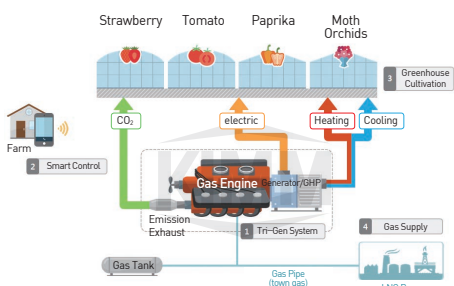 Strawberry
Tomato
Paprika
Moth
Orchids
3
Greenhouse
Cultivation
CO₂
electric
Heating
Cooling
Farm
2
Smart Control
KIMM
Gas Engine
Generator/GHP
Emission
Exhaust
1
Tri-Gen System
4
Gas Supply
Gas Tank
Gas Pipe
(town gas)